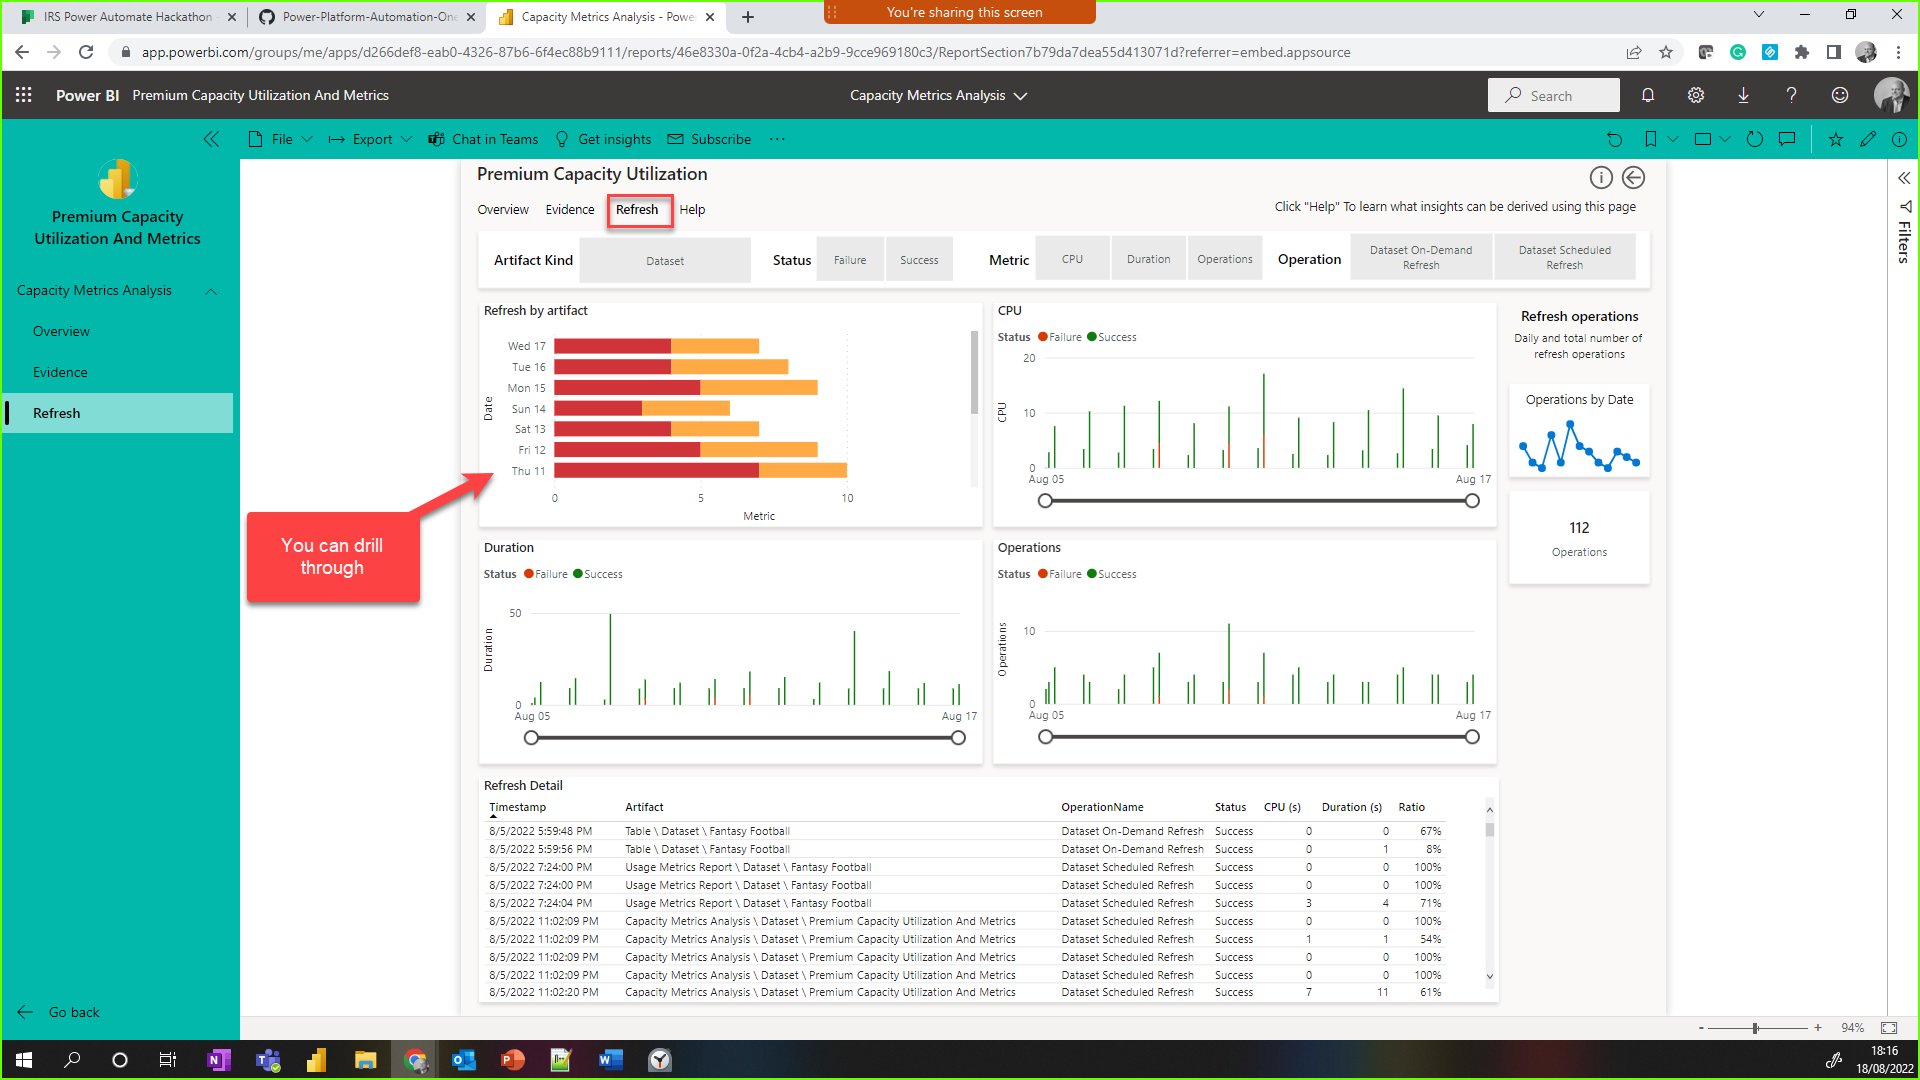 IRS Power Automate Hackathon
Power-Platform-Automation-One
Capacity Metrics Analysis - Powe
You're sharing this screen
app.powerbi.com/groups/me/apps/d266def8-eab0-4326-87b6-6f4ec88b9111/reports/46e8330a-0f2a-4cb4-a2b9-9cce969180c3/ReportSection7b79da7dea55d413071d?referrer=embed.appsource
Power BI Premium Capacity Utilization And Metrics
Capacity Metrics Analysis
Search
File Export Chat in Teams Get insights Subscribe ...
Premium Capacity
Utilization And Metrics
Capacity Metrics Analysis
Overview
Evidence
Refresh
Go back
Premium Capacity Utilization
Overview Evidence Refresh Help
Click "Help" To learn what insights can be derived using this page
Artifact Kind Dataset Status Failure Success Metric CPU Duration Operations Operation
Dataset On-Demand
Refresh
Dataset Scheduled
Refresh
Filters
Refresh by artifact
Date
Wed 17
Tue 16
Mon 15
Sun 14
Sat 13
Fri 12
Thu 11
0 5 10
Metric
You can drill
through
CPU
Status Failure Success
CPU
20
10
0
Aug 05 Aug 17
Refresh operations
Daily and total number of
refresh operations
Operations by Date
112
Operations
Duration
Status Failure Success
Duration
50
0
Aug 05 Aug 17
Operations
Status Failure Success
Operations
10
0
Aug 05 Aug 17
Refresh Detail
Timestamp Artifact OperationName Status CPU (s) Duration (s) Ratio
8/5/2022 5:59:48 PM Table \ Dataset \ Fantasy Football Dataset On-Demand Refresh Success 0 0 67%
8/5/2022 5:59:56 PM Table \ Dataset \ Fantasy Football Dataset On-Demand Refresh Success 0 1 8%
8/5/2022 7:24:00 PM Usage Metrics Report \ Dataset \ Fantasy Football Dataset Scheduled Refresh Success 0 0 100%
8/5/2022 7:24:00 PM Usage Metrics Report \ Dataset \ Fantasy Football Dataset Scheduled Refresh Success 0 0 100%
8/5/2022 7:24:04 PM Usage Metrics Report \ Dataset \ Fantasy Football Dataset Scheduled Refresh Success 3 4 71%
8/5/2022 11:02:09 PM Capacity Metrics Analysis \ Dataset \ Premium Capacity Utilization And Metrics Dataset Scheduled Refresh Success 0 0 100%
8/5/2022 11:02:09 PM Capacity Metrics Analysis \ Dataset \ Premium Capacity Utilization And Metrics Dataset Scheduled Refresh Success 1 1 54%
8/5/2022 11:02:09 PM Capacity Metrics Analysis \ Dataset \ Premium Capacity Utilization And Metrics Dataset Scheduled Refresh Success 0 0 100%
8/5/2022 11:02:09 PM Capacity Metrics Analysis \ Dataset \ Premium Capacity Utilization And Metrics Dataset Scheduled Refresh Success 0 0 100%
8/5/2022 11:02:20 PM Capacity Metrics Analysis \ Dataset \ Premium Capacity Utilization And Metrics Dataset Scheduled Refresh Success 7 11 61%
- + 94%
18:16
18/08/2022